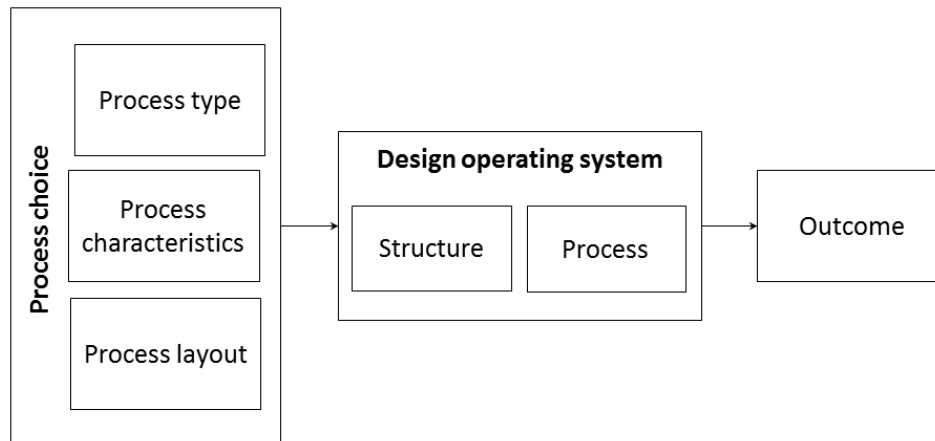 Process choice
Process type
Process
characteristics
Process layout
Design operating system
Structure
Process
Outcome